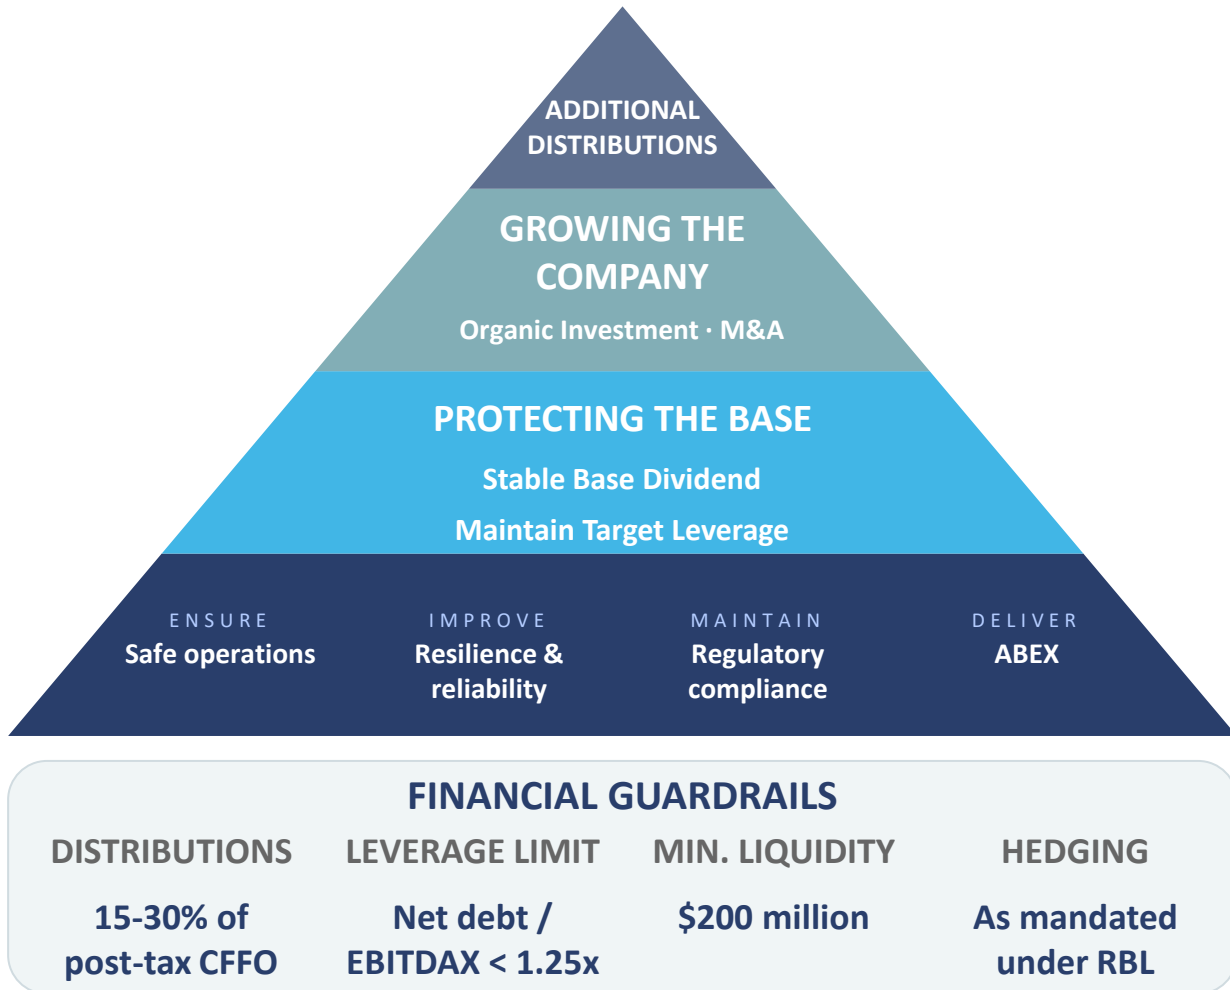 ADDITIONAL
DISTRIBUTIONS
GROWING THE
COMPANY
Organic Investment · M&A
PROTECTING THE BASE
Stable Base Dividend
Maintain Target Leverage
ENSURE
Safe operations
IMPROVE
Resilience &
reliability
MAINTAIN
Regulatory
compliance
DELIVER
ABEX
FINANCIAL GUARDRAILS
DISTRIBUTIONS
15-30% of
post-tax CFFO
LEVERAGE LIMIT
Net debt /
EBITDAX < 1.25x
MIN. LIQUIDITY
$200 million
HEDGING
As mandated
under RBL